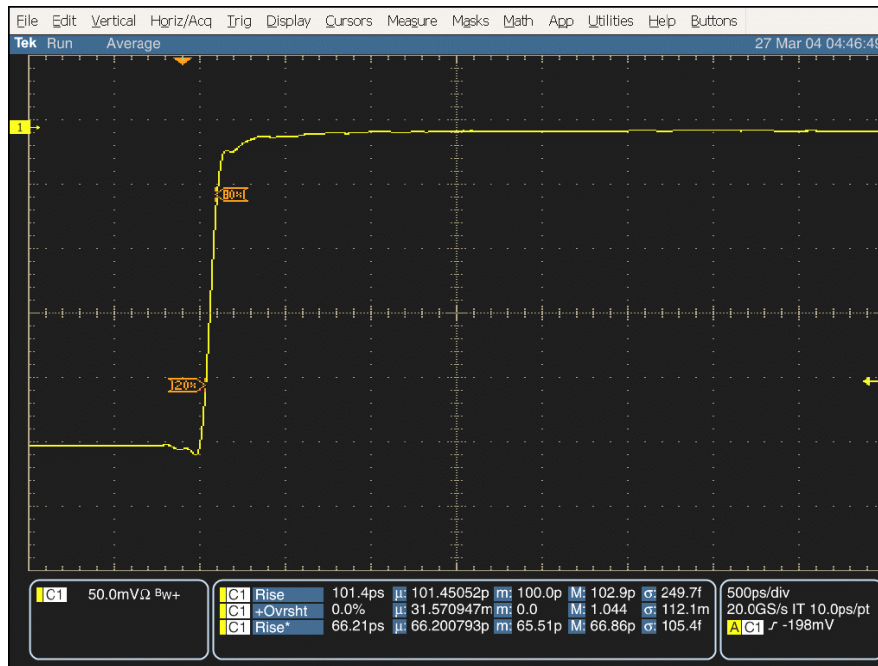 File Edit Vertical Horiz/Acq Trig Display Cursors Measure Masks Math App Utilities Help Buttons
Tek Run Average 27 Mar 04 04:46:49
1
80%
20%
C1 50.0mVΩ Bw+
C1 Rise 101.4ps µ: 101.45052p m: 100.0p M: 102.9p σ: 249.7f
C1 +Ovrsht 0.0% µ: 31.570947m m: 0.0 M: 1.044 σ: 112.1m
C1 Rise* 66.21ps µ: 66.200793p m: 65.51p M: 66.86p σ: 105.4f
500ps/div
20.0GS/s IT 10.0ps/pt
A C1 -198mV